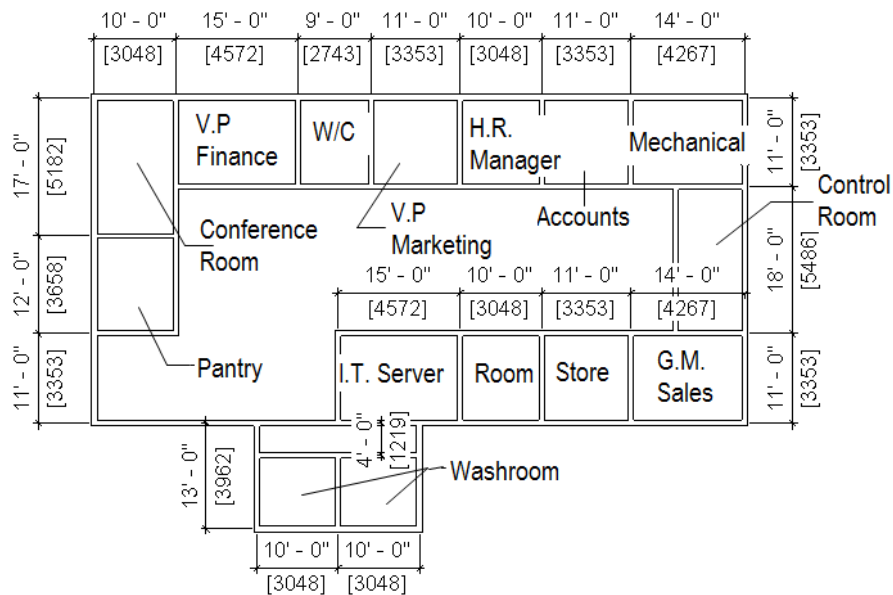 10' - 0" 15' - 0" 9' - 0" 11' - 0" 10' - 0" 11' - 0" 14' - 0"
[3048] [4572] [2743] [3353] [3048] [3353] [4267]
17' - 0"
[5182]
12' - 0"
[3658]
11' - 0"
[3353]
V.P
Finance
W/C
H.R.
Manager
Mechanical
11' - 0"
[3353]
Control
Room
Accounts
V.P
Marketing
Conference
Room
18' - 0"
[5486]
15' - 0" 10' - 0" 11' - 0" 14' - 0"
[4572] [3048] [3353] [4267]
Pantry
I.T. Server
Room
Store
G.M.
Sales
11' - 0"
[3353]
4' - 0"
[1219]
13' - 0"
[3962]
Washroom
10' - 0" 10' - 0"
[3048] [3048]